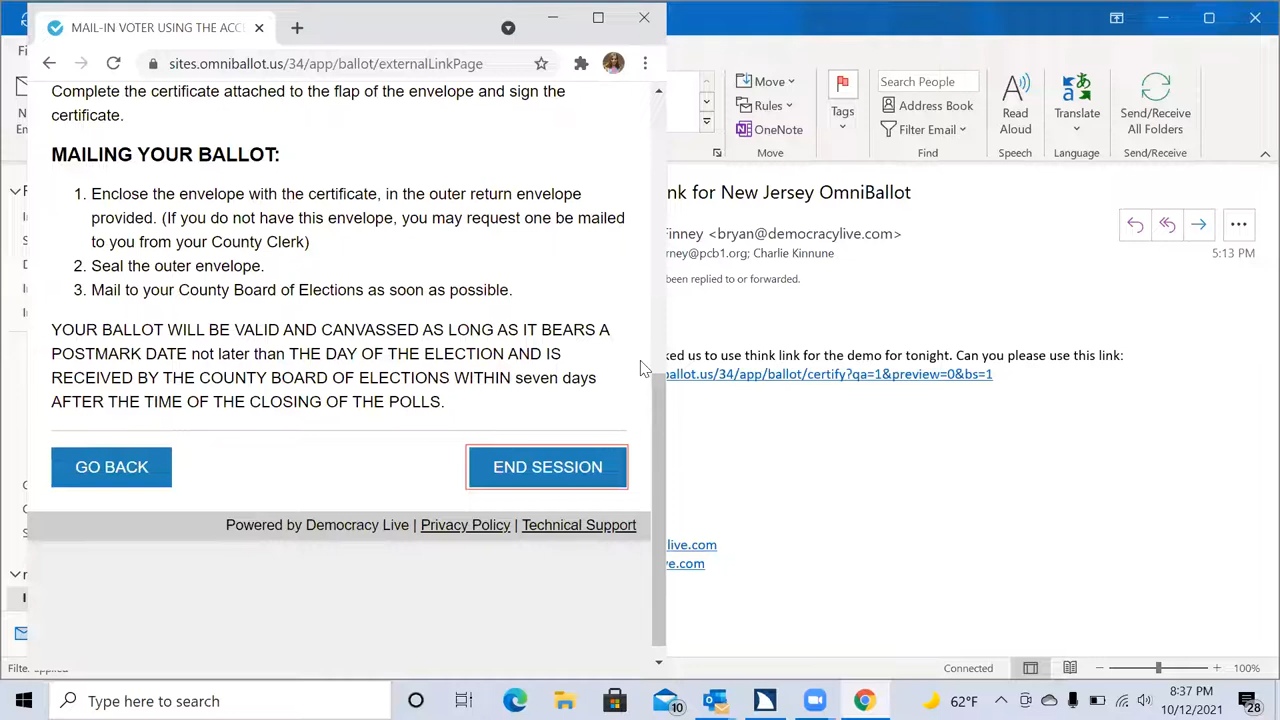 MAIL-IN VOTER USING THE ACC
sites.omniballot.us/34/app/ballot/externalLinkPage
Complete the certificate attached to the flap of the envelope and sign the
certificate.
MAILING YOUR BALLOT:
1. Enclose the envelope with the certificate, in the outer return envelope
provided. (If you do not have this envelope, you may request one be mailed
to you from your County Clerk)
2. Seal the outer envelope.
3. Mail to your County Board of Elections as soon as possible.
YOUR BALLOT WILL BE VALID AND CANVASSED AS LONG AS IT BEARS A
POSTMARK DATE not later than THE DAY OF THE ELECTION AND IS
RECEIVED BY THE COUNTY BOARD OF ELECTIONS WITHIN seven days
AFTER THE TIME OF THE CLOSING OF THE POLLS.
GO BACK
END SESSION
Powered by Democracy Live | Privacy Policy | Technical Support
Move
Rules
OneNote
Move
Tags
Search People
Address Book
Filter Email
Find
Read
Aloud
Speech
Translate
Language
Send/Receive
All Folders
Send/Receive
nk for New Jersey OmniBallot
inney <bryan@democracylive.com>
rney@pcb1.org; Charlie Kinnune
5:13 PM
been replied to or forwarded.
ked us to use think link for the demo for tonight. Can you please use this link:
ballot.us/34/app/ballot/certify?qa=1&preview=0&bs=1
live.com
ve.com
Connected
100%
Type here to search
10
62°F
8:37 PM
10/12/2021
28